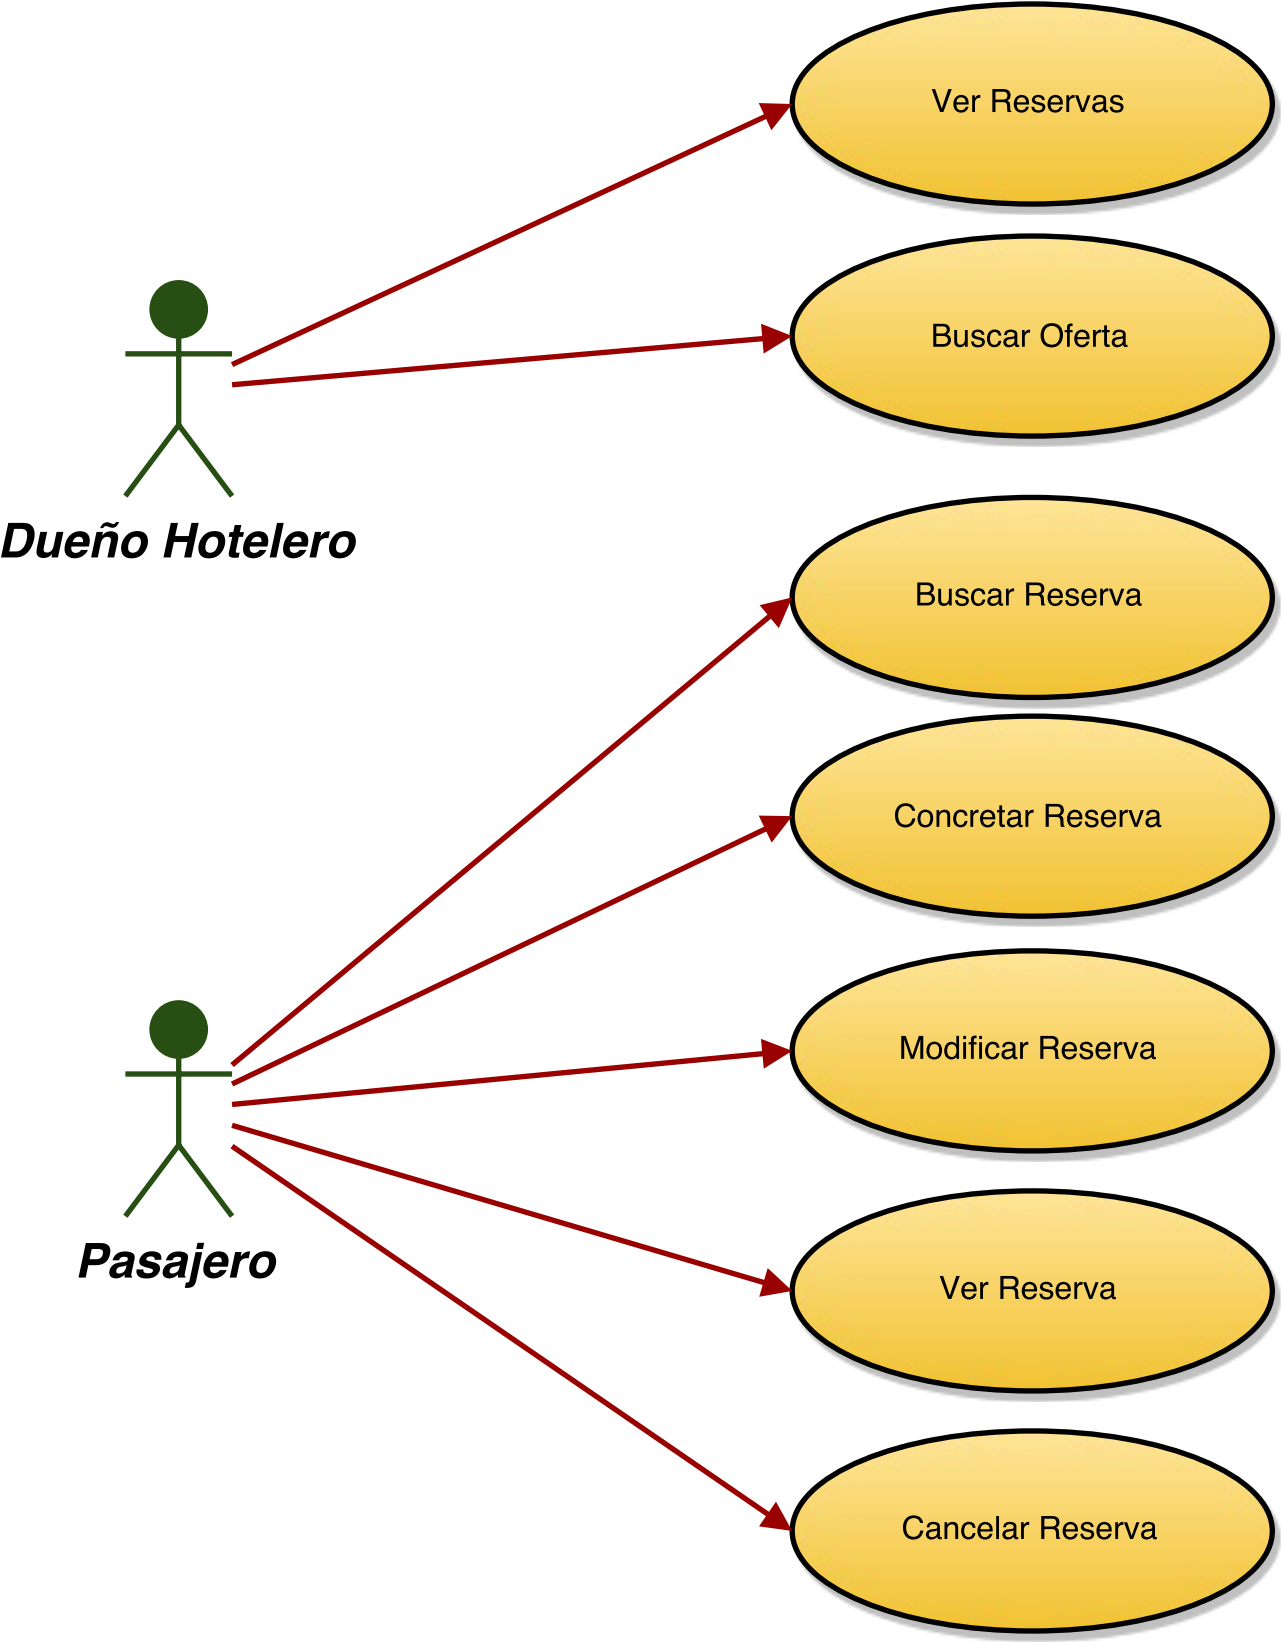 Ver Reservas
Buscar Oferta
Dueño Hotelero
Buscar Reserva
Concretar Reserva
Modificar Reserva
Pasajero
Ver Reserva
Cancelar Reserva